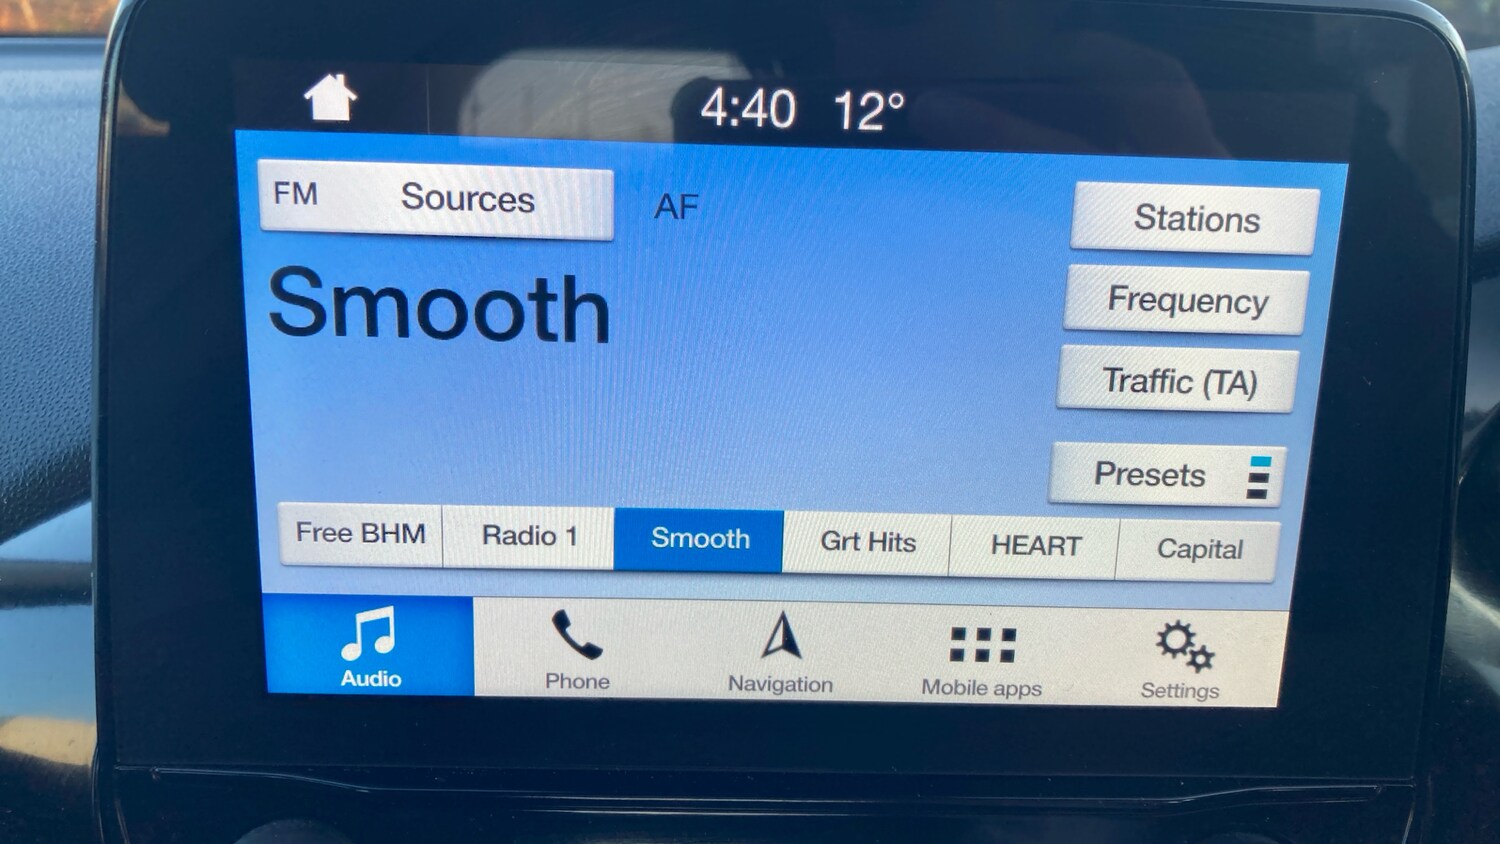 4:40 12°
FM Sources
AF
Stations
Smooth
Frequency
Traffic (TA)
Presets
Free BHM
Radio 1
Smooth
Grt Hits
HEART
Capital
Audio
Phone
Navigation
Mobile apps
Settings